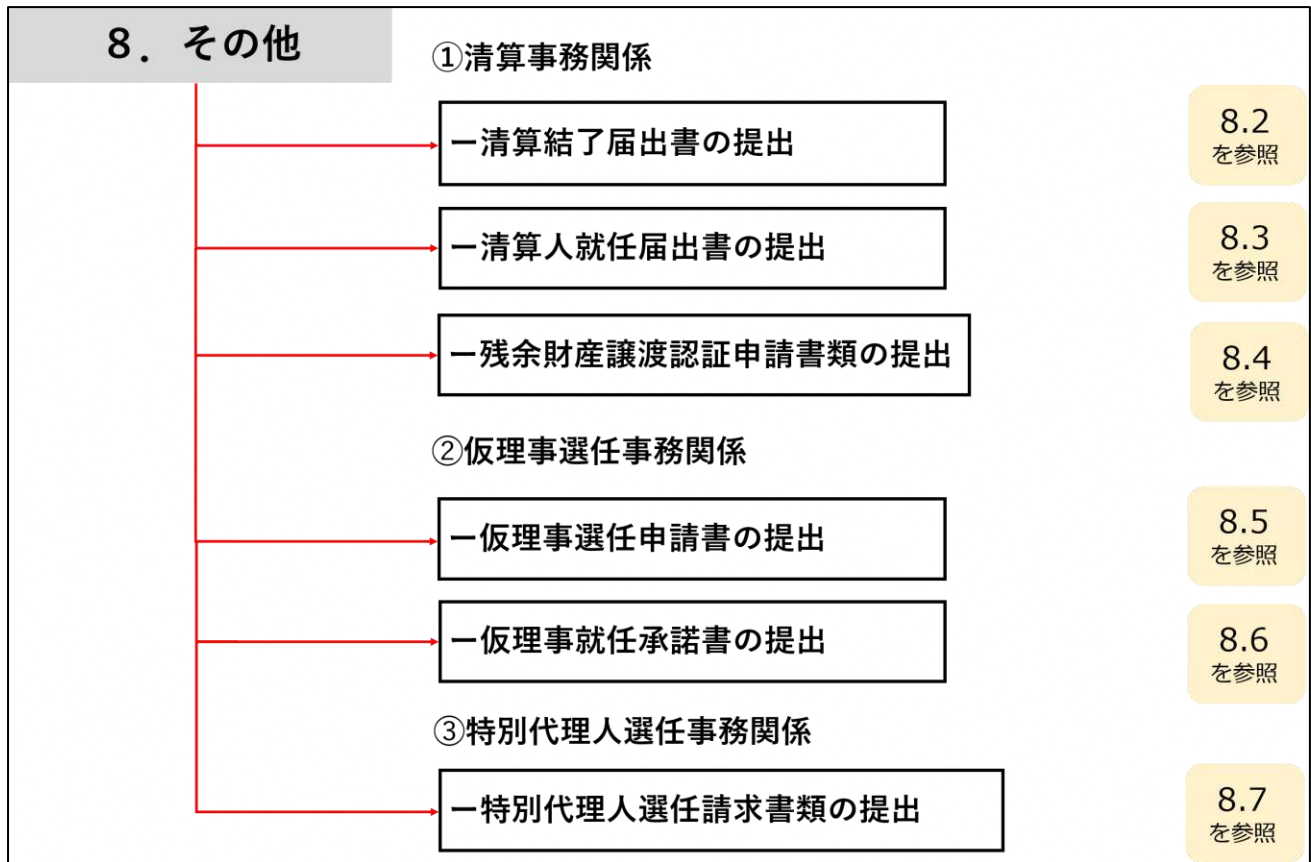 8．その他
①清算事務関係
ー清算結了届出書の提出
8.2
を参照
ー清算人就任届出書の提出
8.3
を参照
ー残余財産譲渡認証申請書類の提出
8.4
を参照
②仮理事選任事務関係
ー仮理事選任申請書の提出
8.5
を参照
ー仮理事就任承諾書の提出
8.6
を参照
③特別代理人選任事務関係
ー特別代理人選任請求書類の提出
8.7
を参照